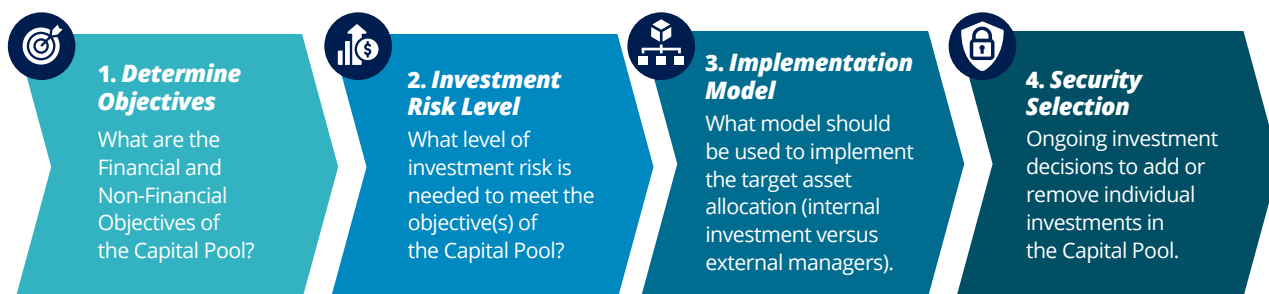 1. Determine
Objectives
What are the
Financial and
Non-Financial
Objectives of
the Capital Pool?
2. Investment
Risk Level
What level of
investment risk is
needed to meet the
objective(s) of
the Capital Pool?
3. Implementation
Model
What model should
be used to implement
the target asset
allocation (internal
investment versus
external managers).
4. Security
Selection
Ongoing investment
decisions to add or
remove individual
investments in
the Capital Pool.
$